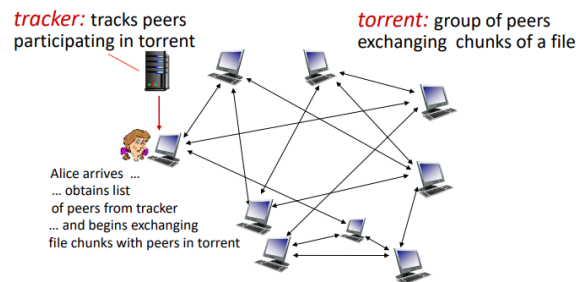 tracker: tracks peers
participating in torrent
torrent: group of peers
exchanging chunks of a file
Alice arrives …
… obtains list
of peers from tracker
… and begins exchanging
file chunks with peers in torrent